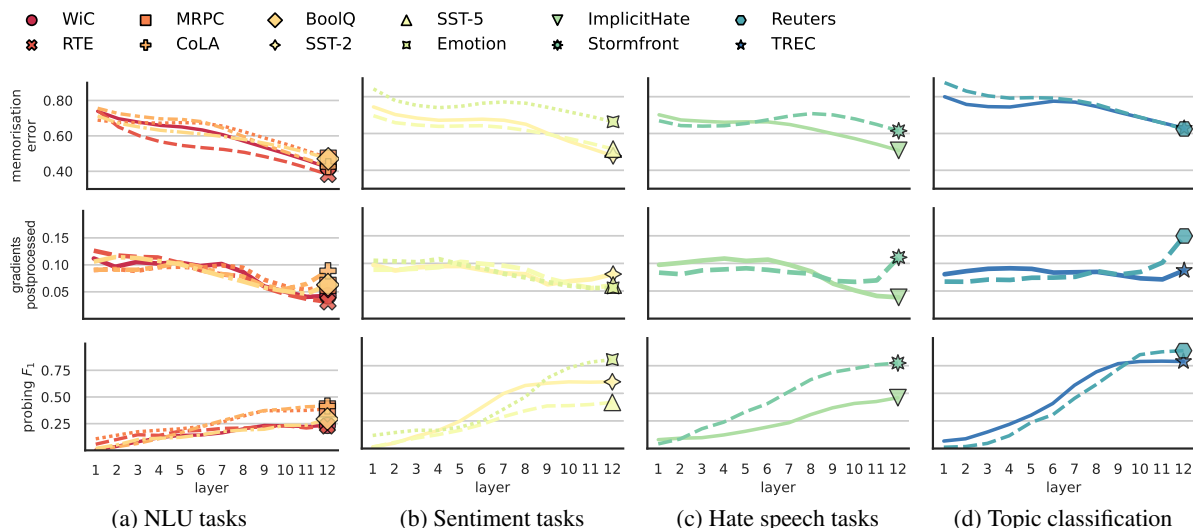 WiC MRPC BoolQ SST-5 ImplicitHate Reuters
RTE CoLA SST-2 Emotion Stormfront TREC
memorisation
error
0.80
0.60
0.40
gradients
postprocessed
0.15
0.10
0.05
probing F1
0.75
0.50
0.25
1 2 3 4 5 6 7 8 9 10 11 12
1 2 3 4 5 6 7 8 9 10 11 12
1 2 3 4 5 6 7 8 9 10 11 12
1 2 3 4 5 6 7 8 9 10 11 12
layer layer layer layer
(a) NLU tasks (b) Sentiment tasks (c) Hate speech tasks (d) Topic classification